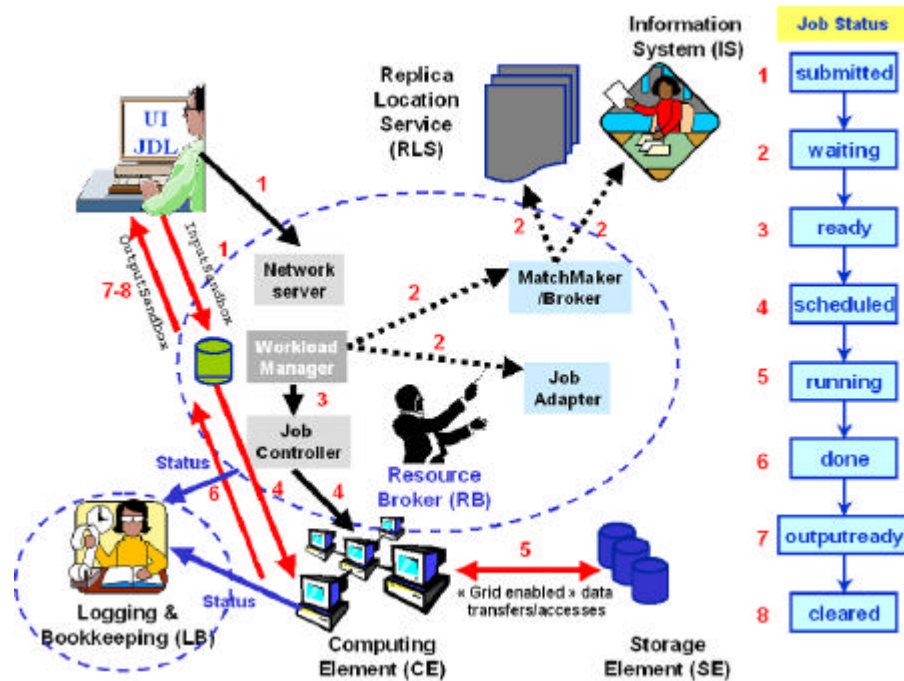 Job Status
Information
System (IS)
Replica
Location
Service
(RLS)
UI
JDL
1
submitted
2
waiting
3
ready
4
scheduled
5
running
6
done
7
outputready
8
cleared
1
1
2
2
InputSandbox
OutputSandbox
7-8
Network
server
MatchMaker
/Broker
2
Workload
Manager
2
Job
Adapter
3
Job
Controller
Resource
Broker (RB)
Status
6
4
4
5
« Grid enabled » data
transfers/accesses
Status
Logging &
Bookkeeping (LB)
Computing
Element (CE)
Storage
Element (SE)